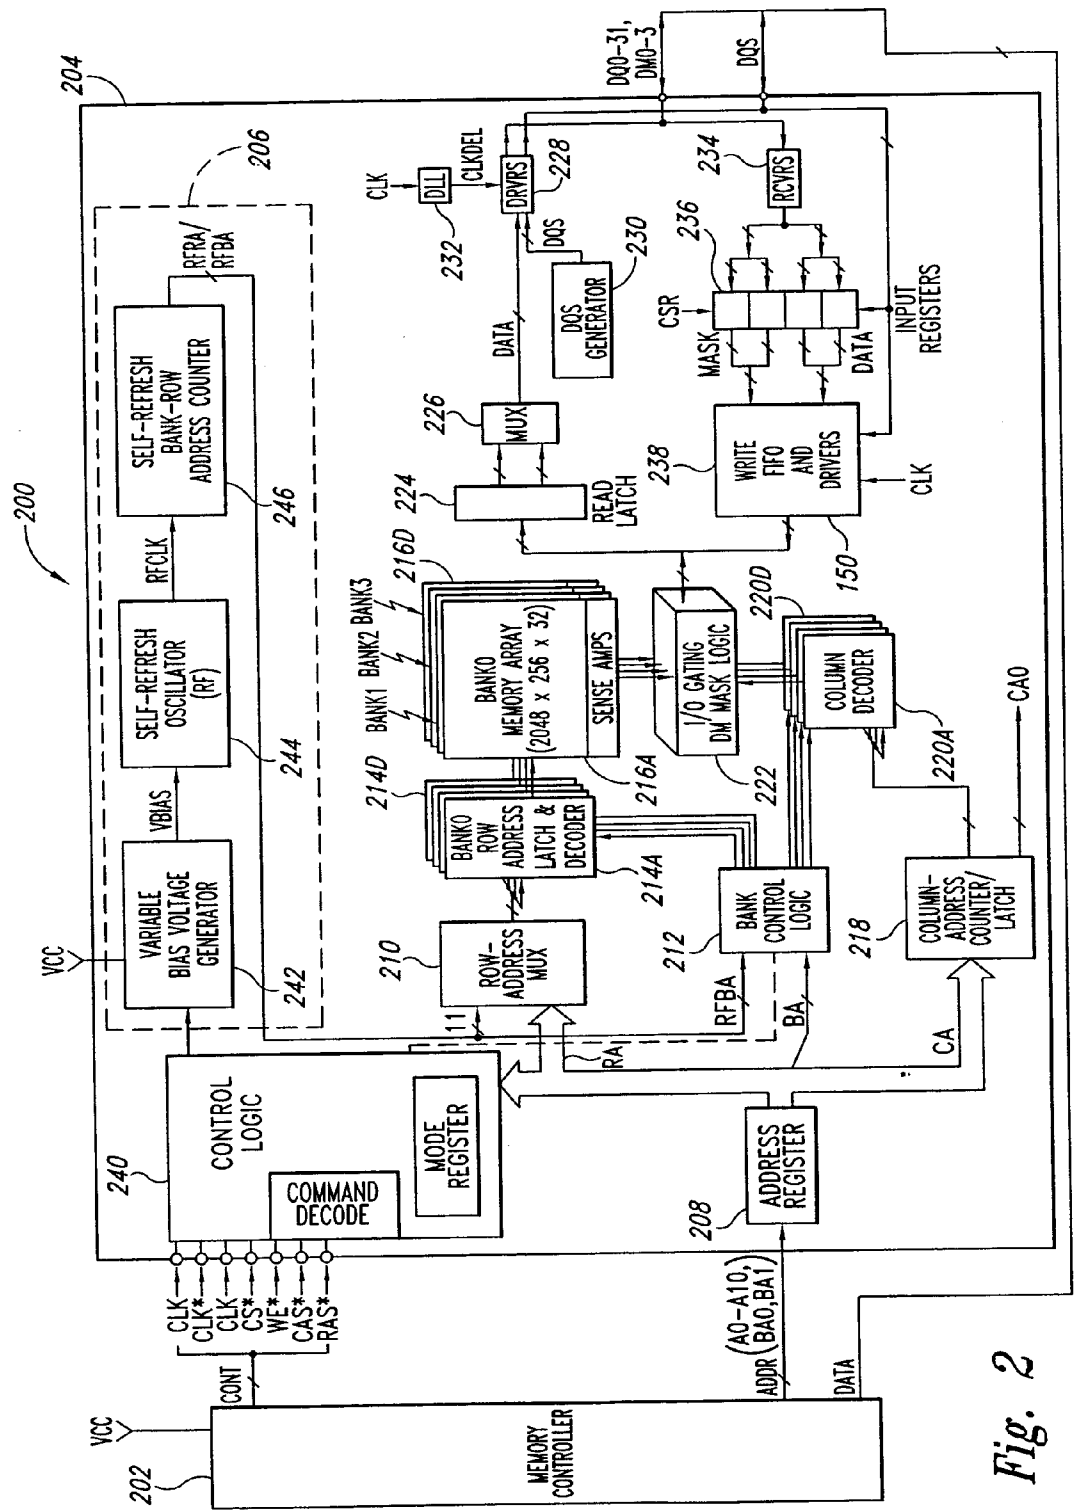 200
204
206
VCC
VARIABLE
BIAS VOLTAGE
GENERATOR
242
VBIAS
SELF-REFRESH
OSCILLATOR
(RF)
244
RFCLK
SELF-REFRESH
BANK-ROW
ADDRESS COUNTER
246
RFRA/
RFBA
240
CONTROL
LOGIC
COMMAND
DECODE
MODE
REGISTER
CLK
CLK*
CLK
CS*
WE*
CAS*
RAS*
CONT
VCC
202
MEMORY
CONTROLLER
ADDR
(A0-A10,
BA0,BA1)
DATA
208
ADDRESS
REGISTER
11
RA
RFBA
BA
CA
210
ROW-
ADDRESS
MUX
212
BANK
CONTROL
LOGIC
218
COLUMN-
ADDRESS
COUNTER/
LATCH
CA0
214D
BANK0
ROW
ADDRESS
LATCH &
DECODER
214A
BANK1
BANK2
BANK3
216D
BANK0
MEMORY ARRAY
(2048 x 256 x 32)
SENSE AMPS
216A
I/O GATING
DM MASK LOGIC
222
220D
COLUMN
DECODER
220A
224
READ
LATCH
226
MUX
DATA
DQS
GENERATOR
230
DQS
CLK
DLL
232
CLKDEL
DRVRS
228
DQ0-31,
DM0-3
DQS
RCVRS
234
236
CSR
INPUT
REGISTERS
MASK
DATA
238
WRITE
FIFO
AND
DRIVERS
150
CLK
Fig. 2